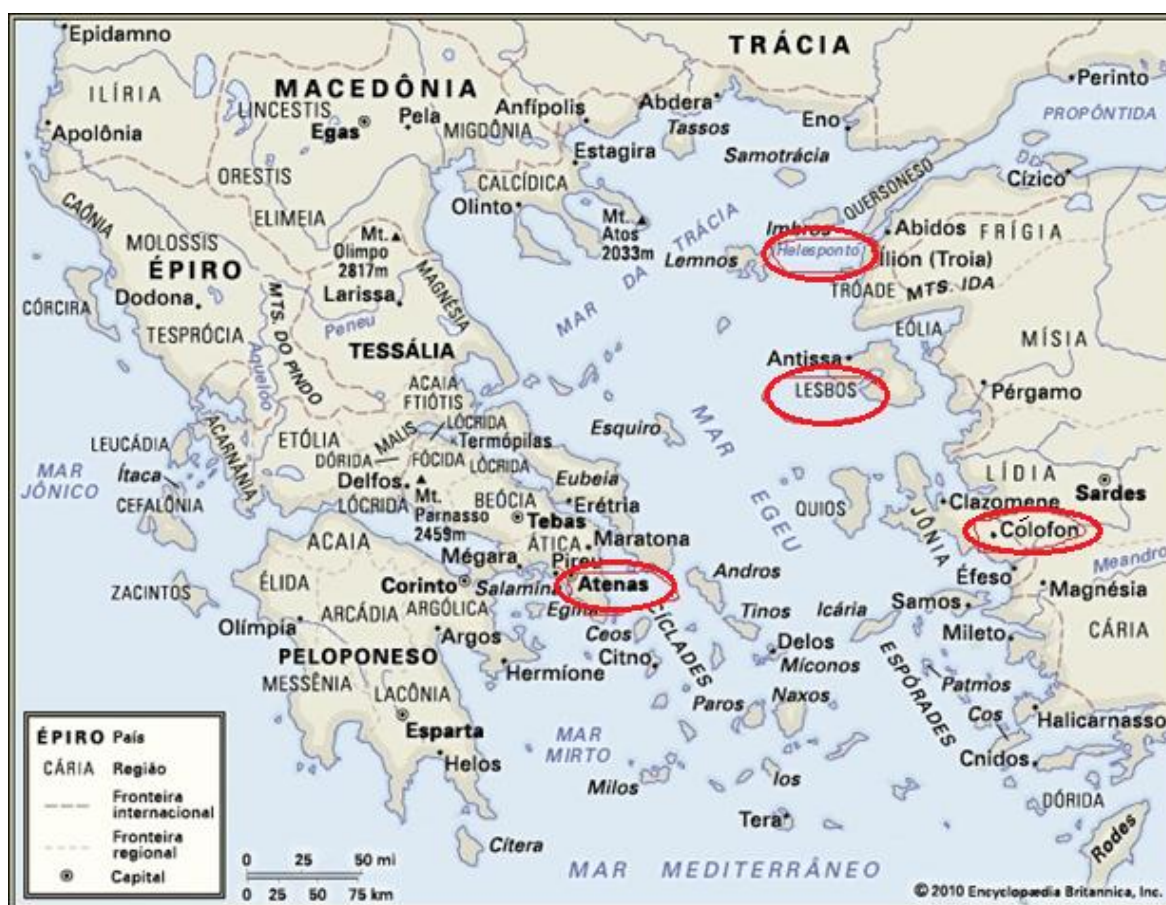 Epidamno
TRÁCIA
ILÍRIA
MACEDÔNIA
LINCESTIS
Pela
Egas
Anfípolis
MIGDÔNIA
Abdera
Tassos
Eno
Perinto
PROPÔNTIDA
Apolônia
Estagira
Samotrácia
ORESTIS
CALCÍDICA
QUERSONESO
Cízico
CAÔNIA
ELIMEIA
Olinto
Mt.
Atos
2033m
Imbros
Abidos
FRÍGIA
MOLOSSIS
Mt.
Olimpo
2817m
MAR DA TRÁCIA
Lemnos
Helesponto
Ílion (Troia)
ÉPIRO
MAGNÉSIA
TRÓADE
MTS. IDA
CÓRCIRA
Dodona
Larissa
Peneu
MTS. DO PINDO
TESPRÓCIA
TESSÁLIA
EÓLIA
MÍSIA
Antissa
LESBOS
Pérgamo
Aqueloo
ACAIA
FTIÓTIS
ACARNÂNIA
LEUCÁDIA
ETÓLIA
MALIS
LÓCRIDA
Termópilas
Esquiro
MAR EGEU
DÓRIDA
FÓCIDA
LÓCRIDA
Eubeia
MAR
JÔNICO
Ítaca
CEFALÔNIA
Delfos
LÓCRIDA
Mt.
Parnasso
2459m
BEÓCIA
Erétria
Tebas
QUIOS
LÍDIA
Clazomene
Sardes
JÔNIA
Cólofon
ACAIA
ÁTICA
Maratona
Mégara
Pireu
Meandro
ZACINTOS
ÉLIDA
Corinto
Salamina
Atenas
Andros
Éfeso
Magnésia
ARCÁDIA
ARGÓLICA
Egina
Tinos
Icária
Samos
Olímpia
Argos
Ceos
CÍCLADES
Delos
Mileto
CÁRIA
PELOPONESO
Citno
Míconos
MESSÊNIA
Hermíone
ESPÓRADES
Patmos
LACÔNIA
Paros
Naxos
Cos
Halicarnasso
Esparta
MAR
MIRTO
Helos
Milos
Ios
Cnidos
DÓRIDA
Tera
Rodes
Cítera
MAR MEDITERRÂNEO
ÉPIRO País
CÁRIA Região
Fronteira
internacional
Fronteira
regional
Capital
0 25 50 mi
0 25 50 75 km
© 2010 Encyclopædia Britannica, Inc.